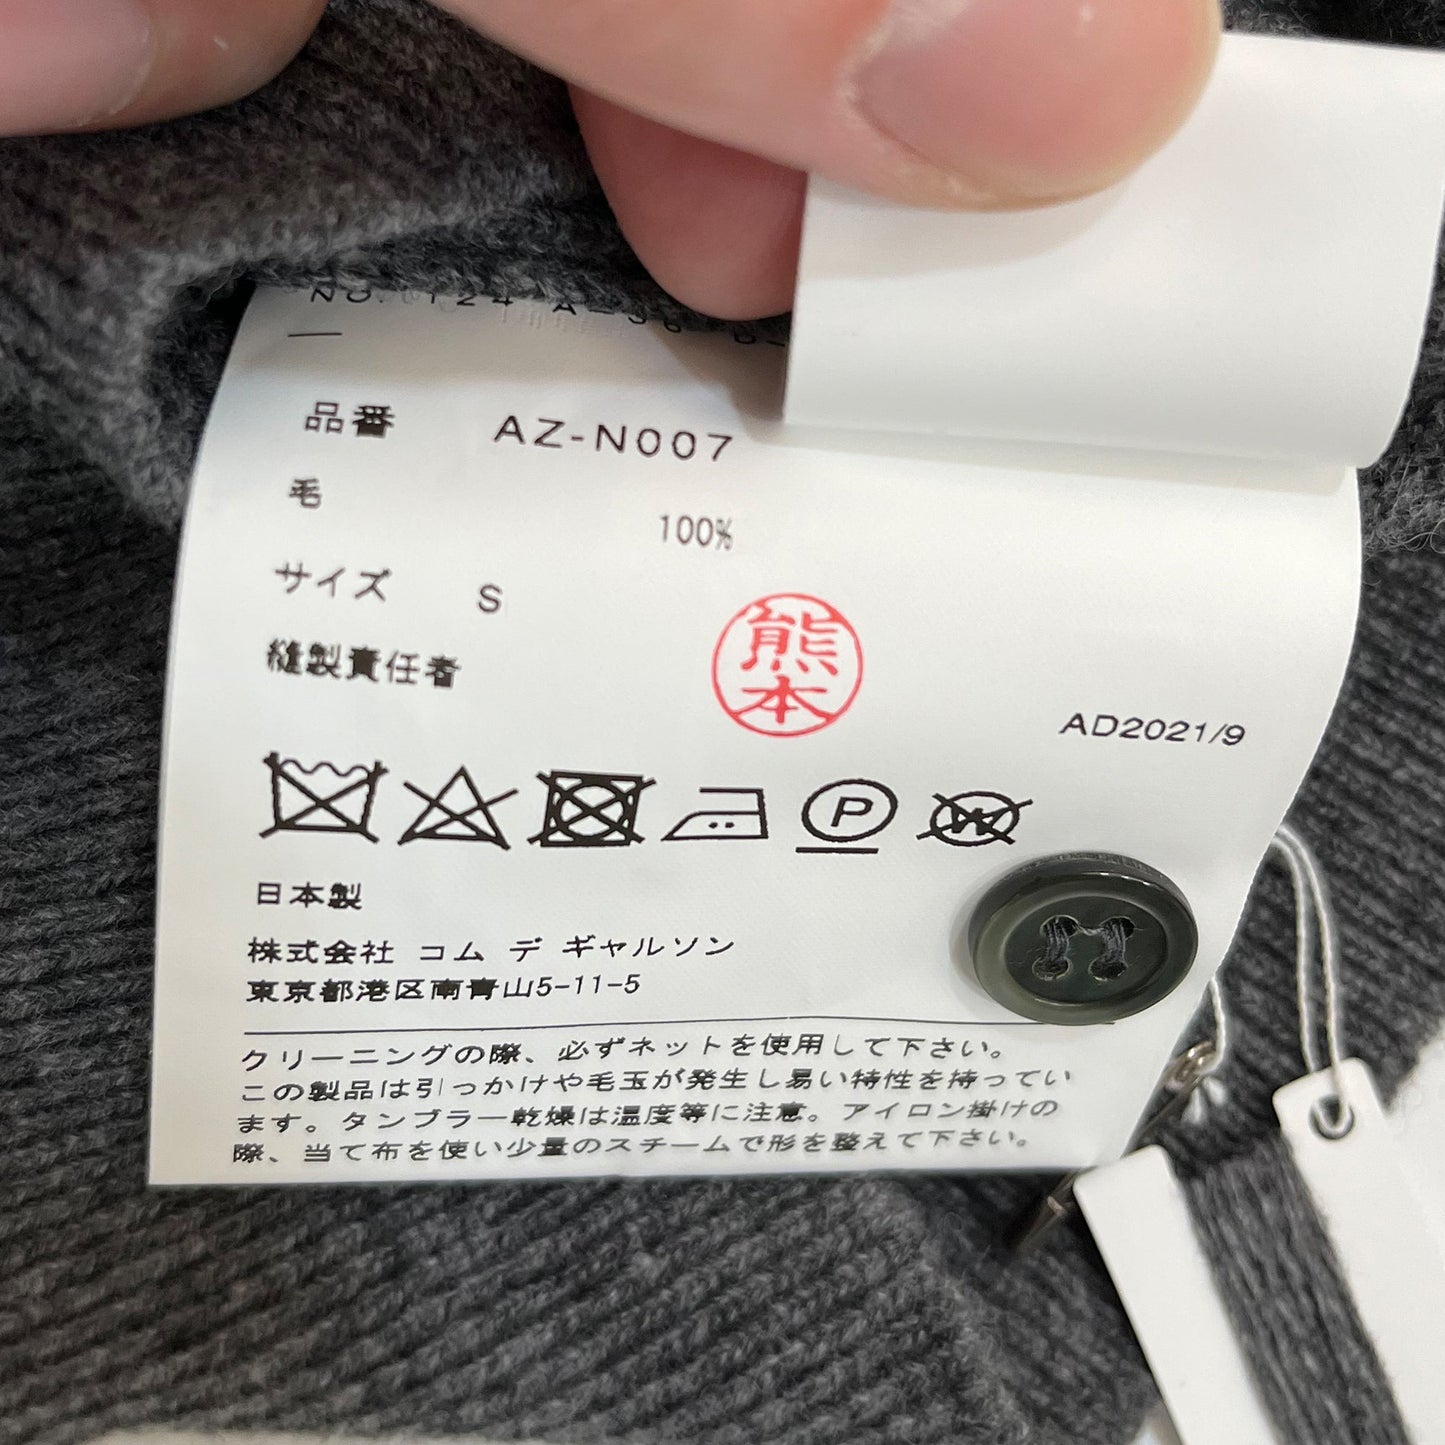 品番 AZ-N007
毛 100%
サイズ S
縫製責任者
熊本
AD2021/9
P
W
日本製
株式会社 コム デ ギャルソン
東京都港区南青山5-11-5
クリーニングの際、必ずネットを使用して下さい。
この製品は引っかけや毛玉が発生し易い特性を持ってい
ます。タンブラー乾燥は温度等に注意。アイロン掛けの
際、当て布を使い少量のスチームで形を整えて下さい。